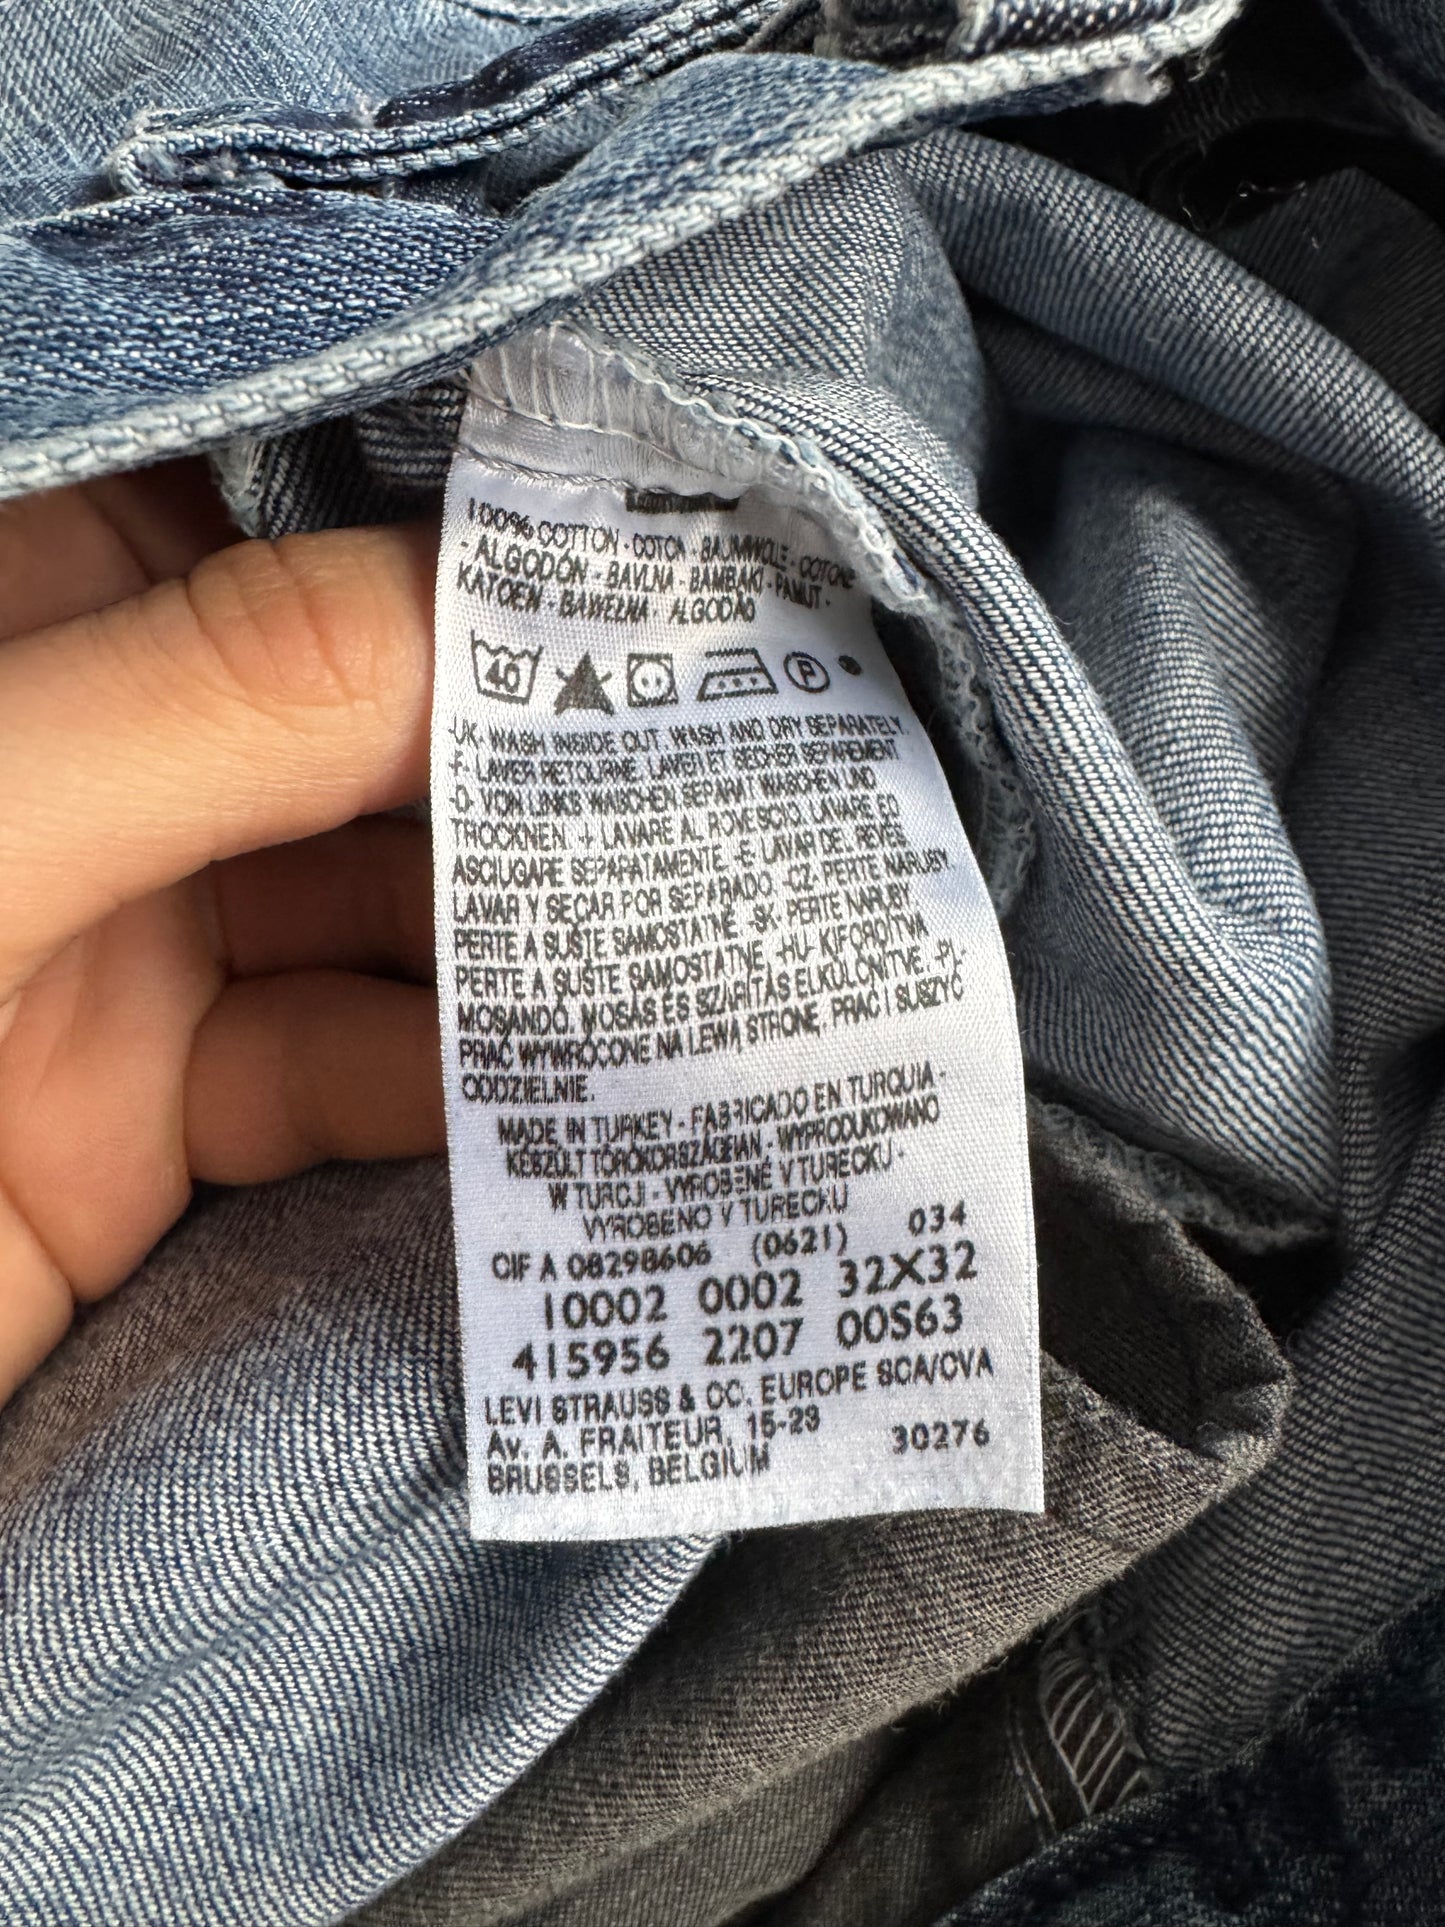 100% COTTON - COTON - BAUMWOLLE - COTONE
- ALGODON - BAVLNA - BAMBAKI - PAMUT -
KATOEN - BAWEŁNA - ALGODÃO
40 P
-UK- WASH INSIDE OUT. WASH AND DRY SEPARATELY.
-F- LAVER RETOURNE. LAVER ET SECHER SEPAREMENT.
-D- VON LINKS WASCHEN. SEPARAT WASCHEN UND
TROCKNEN. -I- LAVARE AL ROVESCIO. LAVARE ED
ASCIUGARE SEPARATAMENTE. -E- LAVAR DEL REVES.
LAVAR Y SECAR POR SEPARADO. -CZ- PERTE NARUBY.
PERTE A SUŠTE SAMOSTATNĚ. -SK- PERTE NARUBY.
PERTE A SUŠTE SAMOSTATNE. -HU- KIFORDÍTVA
MOSANDÓ. MOSÁS ÉS SZÁRÍTÁS ELKÜLÖNÍTVE. -PL-
PRAĆ WYWRÓCONE NA LEWĄ STRONĘ. PRAĆ I SUSZYĆ
ODDZIELNIE.
MADE IN TURKEY - FABRICADO EN TURQUIA -
KÉSZÜLT TÖRÖKORSZÁGBAN - WYPRODUKOWANO
W TURCJI - VYROBENÉ V TURECKU -
VYROBENO V TURECKU
CIF A 08298606 (0621) 034
10002 0002 32X32
415956 2207 00S63
LEVI STRAUSS & CO. EUROPE SCA/CVA
Av. A. FRAITEUR, 15-23 30276
BRUSSELS, BELGIUM